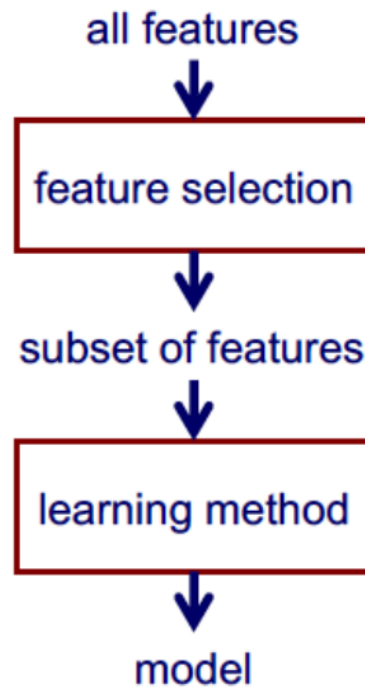 all features
feature selection
subset of features
learning method
model